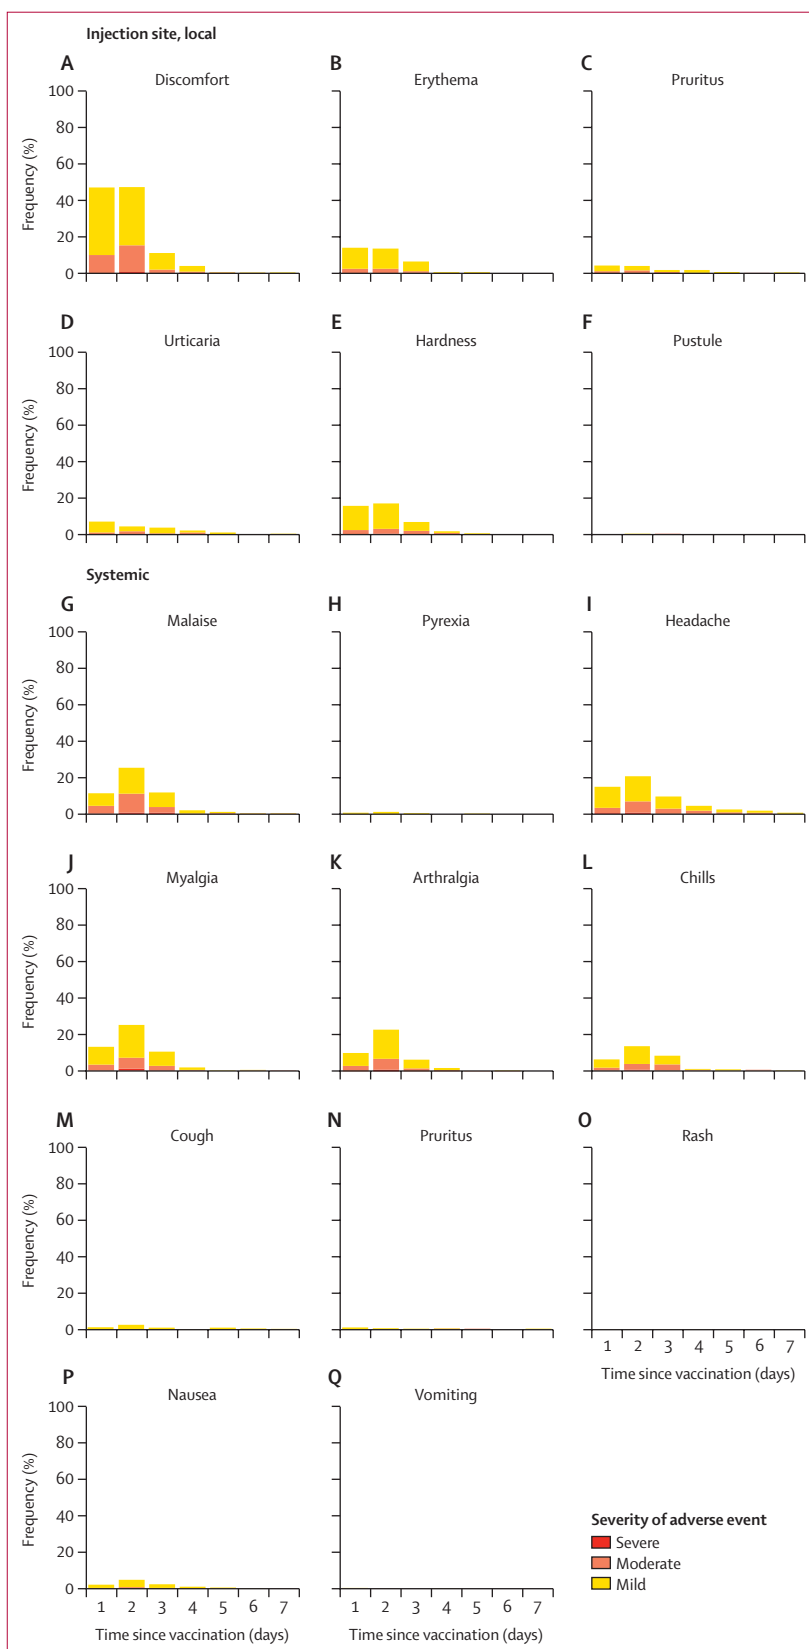 Injection site, local
A
Discomfort
B
Erythema
C
Pruritus
100
80
60
40
20
0
Frequency (%)
D
Urticaria
E
Hardness
F
Pustule
100
80
60
40
20
0
Frequency (%)
Systemic
G
Malaise
H
Pyrexia
I
Headache
100
80
60
40
20
0
Frequency (%)
J
Myalgia
K
Arthralgia
L
Chills
100
80
60
40
20
0
Frequency (%)
M
Cough
N
Pruritus
O
Rash
100
80
60
40
20
0
Frequency (%)
1 2 3 4 5 6 7
Time since vaccination (days)
P
Nausea
Q
Vomiting
100
80
60
40
20
0
Frequency (%)
1 2 3 4 5 6 7
Time since vaccination (days)
1 2 3 4 5 6 7
Time since vaccination (days)
Severity of adverse event
Severe
Moderate
Mild